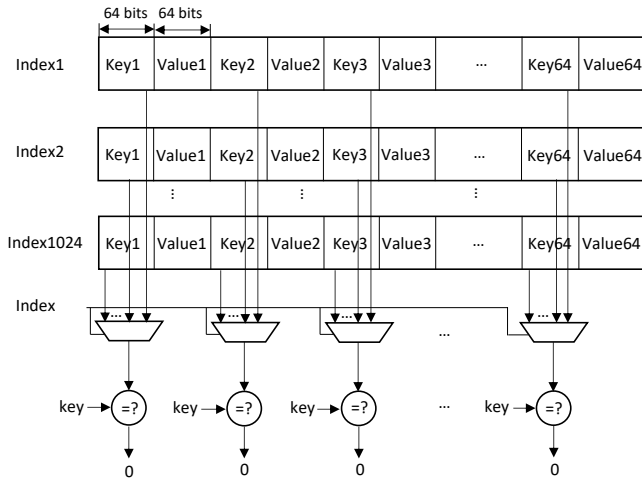 64 bits 64 bits
Index1 Key1 Value1 Key2 Value2 Key3 Value3 ... Key64 Value64
Index2 Key1 Value1 Key2 Value2 Key3 Value3 ... Key64 Value64
... ... ...
Index1024 Key1 Value1 Key2 Value2 Key3 Value3 ... Key64 Value64
Index
... ... ... ...
...
key =? key =? key =? ... key =?
0 0 0 0